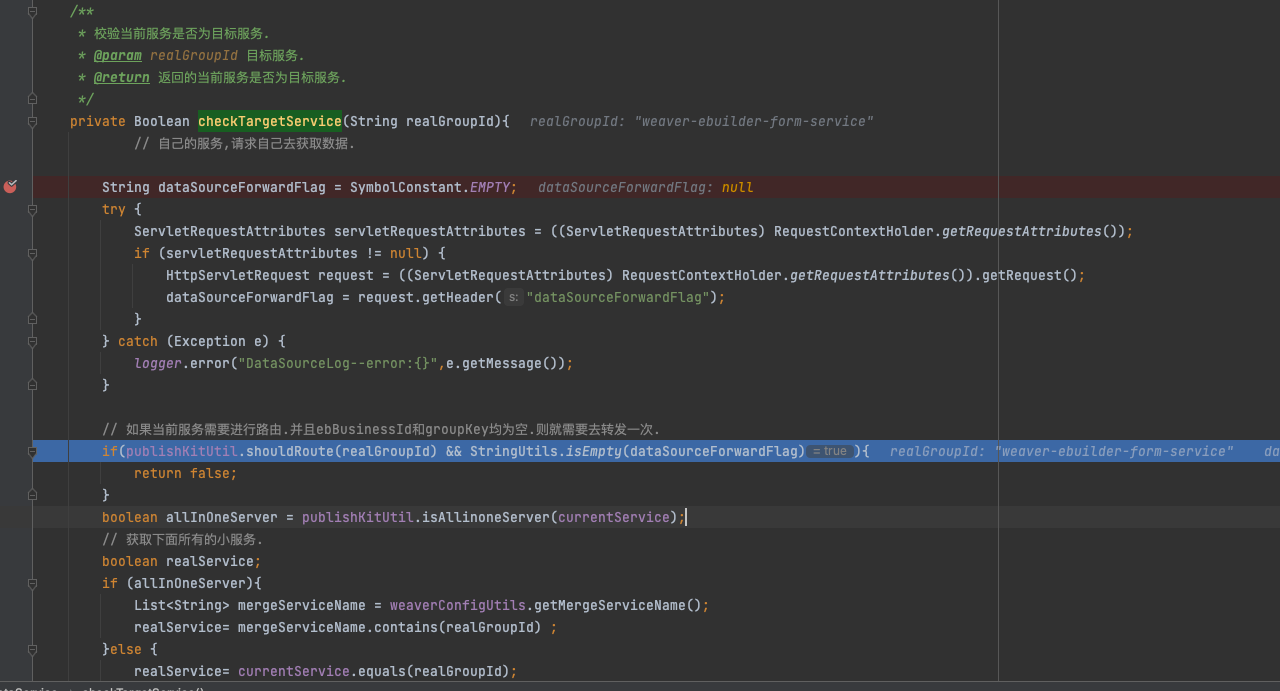 /**
* 校验当前服务是否为目标服务.
* @param realGroupId 目标服务.
* @return 返回的当前服务是否为目标服务.
*/
private Boolean checkTargetService(String realGroupId){ realGroupId: "weaver-ebuilder-form-service"
// 自己的服务,请求自己去获取数据.
String dataSourceForwardFlag = SymbolConstant.EMPTY; dataSourceForwardFlag: null
try {
ServletRequestAttributes servletRequestAttributes = ((ServletRequestAttributes) RequestContextHolder.getRequestAttributes());
if (servletRequestAttributes != null) {
HttpServletRequest request = ((ServletRequestAttributes) RequestContextHolder.getRequestAttributes()).getRequest();
dataSourceForwardFlag = request.getHeader( s: "dataSourceForwardFlag");
}
} catch (Exception e) {
logger.error("DataSourceLog--error:{}",e.getMessage());
}
// 如果当前服务需要进行路由.并且ebBusinessId和groupKey均为空.则就需要去转发一次.
if(publishKitUtil.shouldRoute(realGroupId) && StringUtils.isEmpty(dataSourceForwardFlag) = true ){ realGroupId: "weaver-ebuilder-form-service" da
return false;
}
boolean allInOneServer = publishKitUtil.isAllinoneServer(currentService);
// 获取下面所有的小服务.
boolean realService;
if (allInOneServer){
List<String> mergeServiceName = weaverConfigUtils.getMergeServiceName();
realService= mergeServiceName.contains(realGroupId) ;
}else {
realService= currentService.equals(realGroupId);